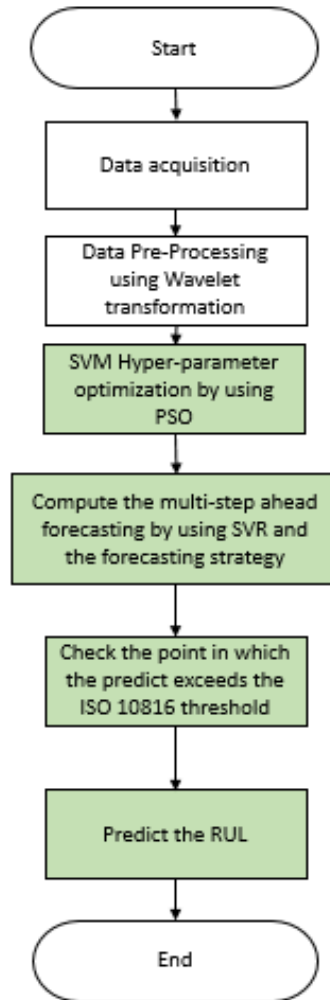 Start
Data acquisition
Data Pre-Processing
using Wavelet
transformation
SVM Hyper-parameter
optimization by using
PSO
Compute the multi-step ahead
forecasting by using SVR and
the forecasting strategy
Check the point in which
the predict exceeds the
ISO 10816 threshold
Predict the RUL
End